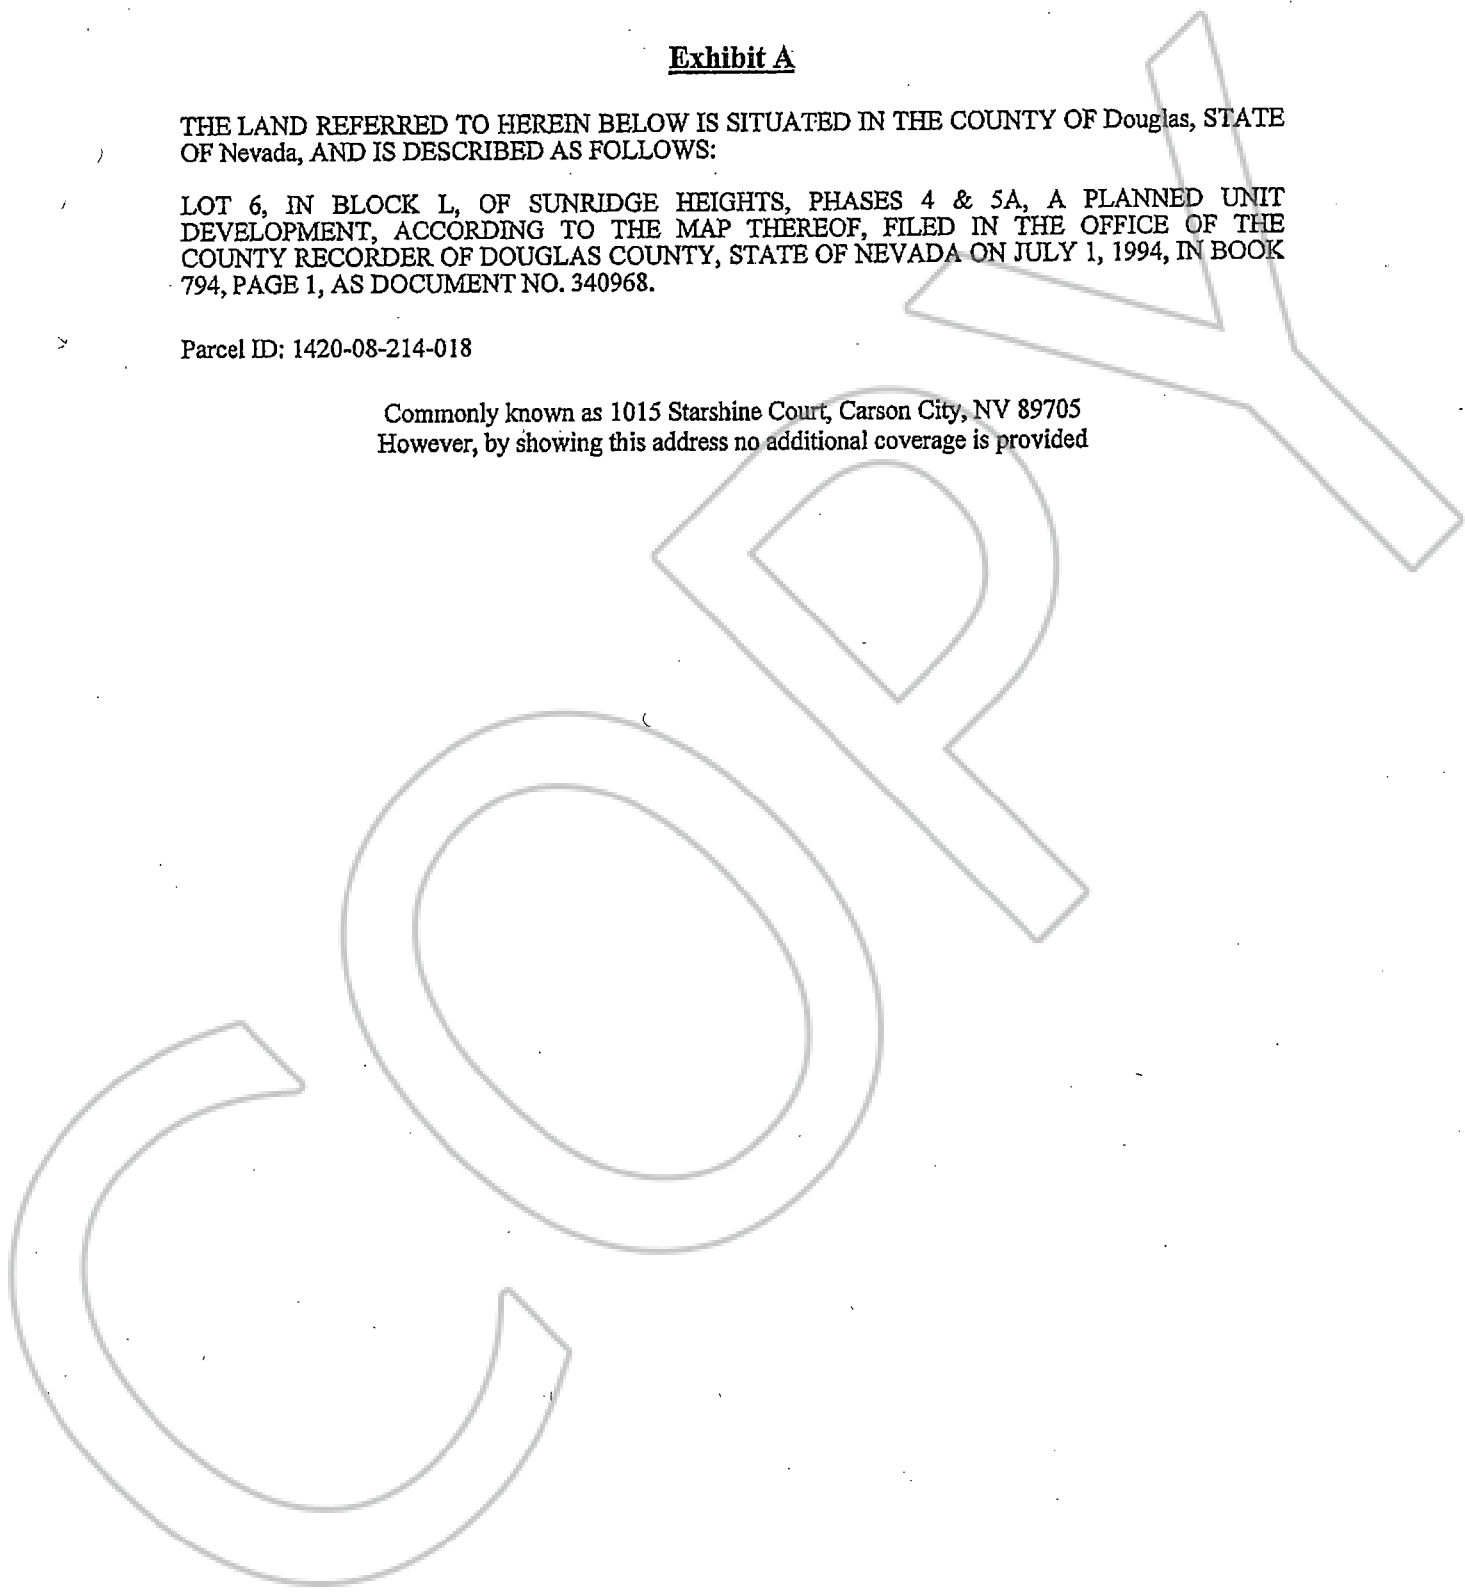 Exhibit A
THE LAND REFERRED TO HEREIN BELOW IS SITUATED IN THE COUNTY OF Douglas, STATE
OF Nevada, AND IS DESCRIBED AS FOLLOWS:
LOT 6, IN BLOCK L, OF SUNRIDGE HEIGHTS, PHASES 4 & 5A, A PLANNED UNIT
DEVELOPMENT, ACCORDING TO THE MAP THEREOF, FILED IN THE OFFICE OF THE
COUNTY RECORDER OF DOUGLAS COUNTY, STATE OF NEVADA ON JULY 1, 1994, IN BOOK
794, PAGE 1, AS DOCUMENT NO. 340968.
Parcel ID: 1420-08-214-018
Commonly known as 1015 Starshine Court, Carson City, NV 89705
However, by showing this address no additional coverage is provided
COPY